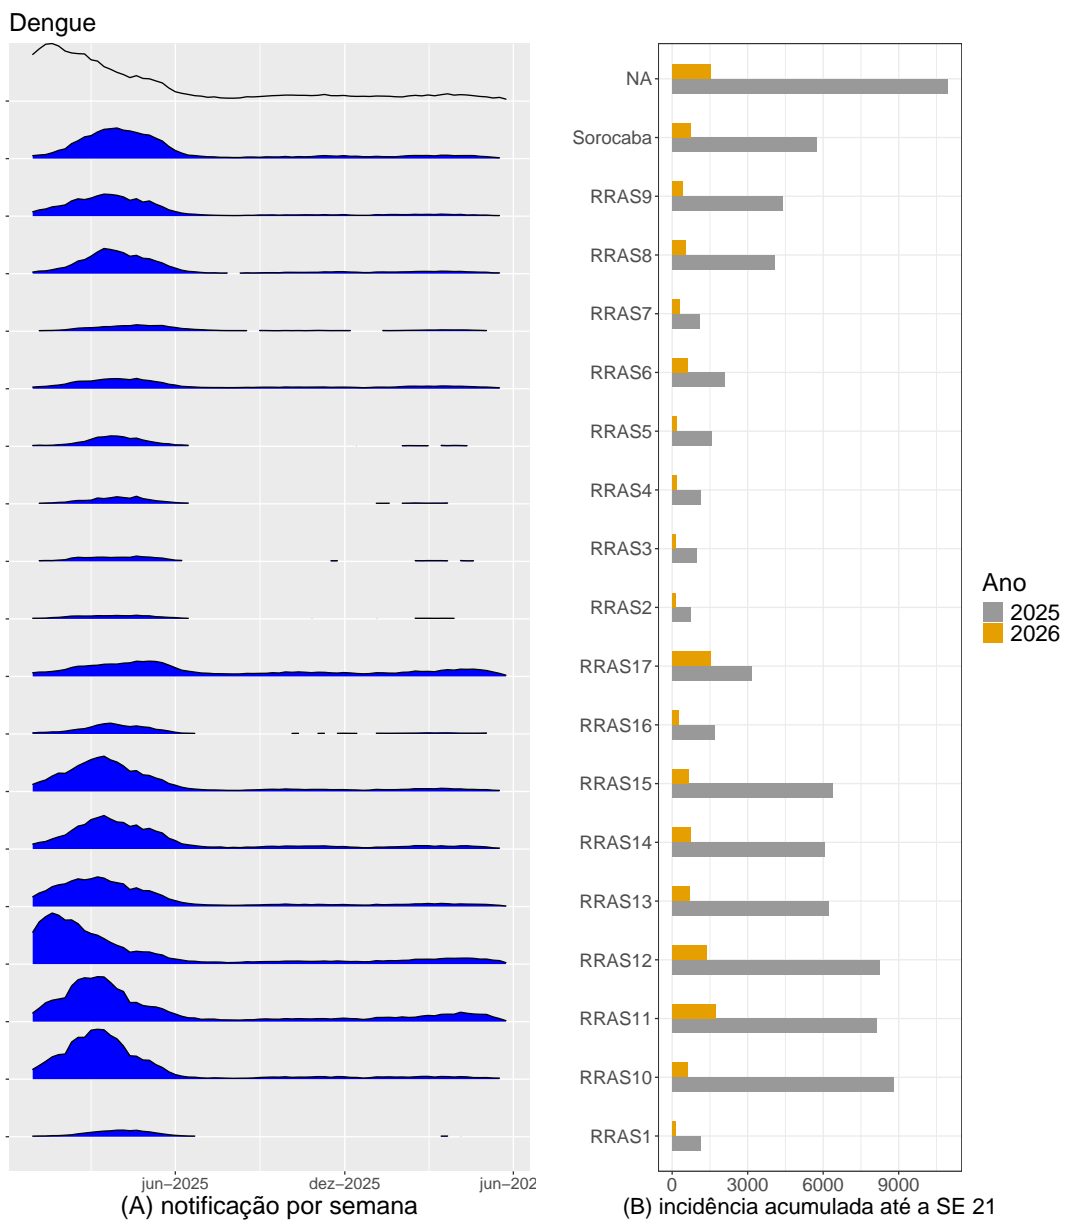 Dengue
NA
Sorocaba
RRAS9
RRAS8
RRAS7
RRAS6
RRAS5
RRAS4
RRAS3
RRAS2
RRAS17
RRAS16
RRAS15
RRAS14
RRAS13
RRAS12
RRAS11
RRAS10
RRAS1
jun−2025 dez−2025 jun−202
(A) notificação por semana
0 3000 6000 9000
(B) incidência acumulada até a SE 21
Ano
2025
2026